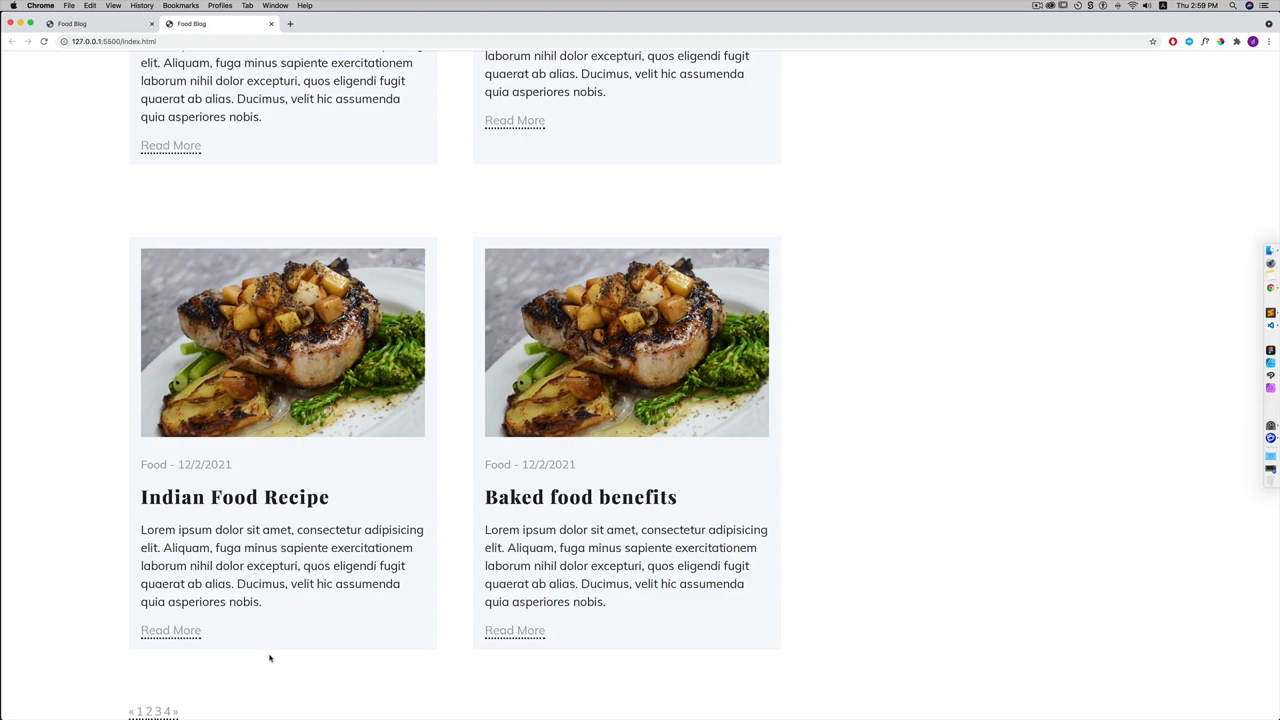 Chrome File Edit View History Bookmarks Profiles Tab Window Help
A Thu 2:59 PM
Food Blog
Food Blog
127.0.0.1:5500/index.html
elit. Aliquam, fuga minus sapiente exercitationem
laborum nihil dolor excepturi, quos eligendi fugit
quaerat ab alias. Ducimus, velit hic assumenda
quia asperiores nobis.
Read More
laborum nihil dolor excepturi, quos eligendi fugit
quaerat ab alias. Ducimus, velit hic assumenda
quia asperiores nobis.
Read More
Food - 12/2/2021
Indian Food Recipe
Lorem ipsum dolor sit amet, consectetur adipisicing
elit. Aliquam, fuga minus sapiente exercitationem
laborum nihil dolor excepturi, quos eligendi fugit
quaerat ab alias. Ducimus, velit hic assumenda
quia asperiores nobis.
Read More
Food - 12/2/2021
Baked food benefits
Lorem ipsum dolor sit amet, consectetur adipisicing
elit. Aliquam, fuga minus sapiente exercitationem
laborum nihil dolor excepturi, quos eligendi fugit
quaerat ab alias. Ducimus, velit hic assumenda
quia asperiores nobis.
Read More
« 1 2 3 4 »